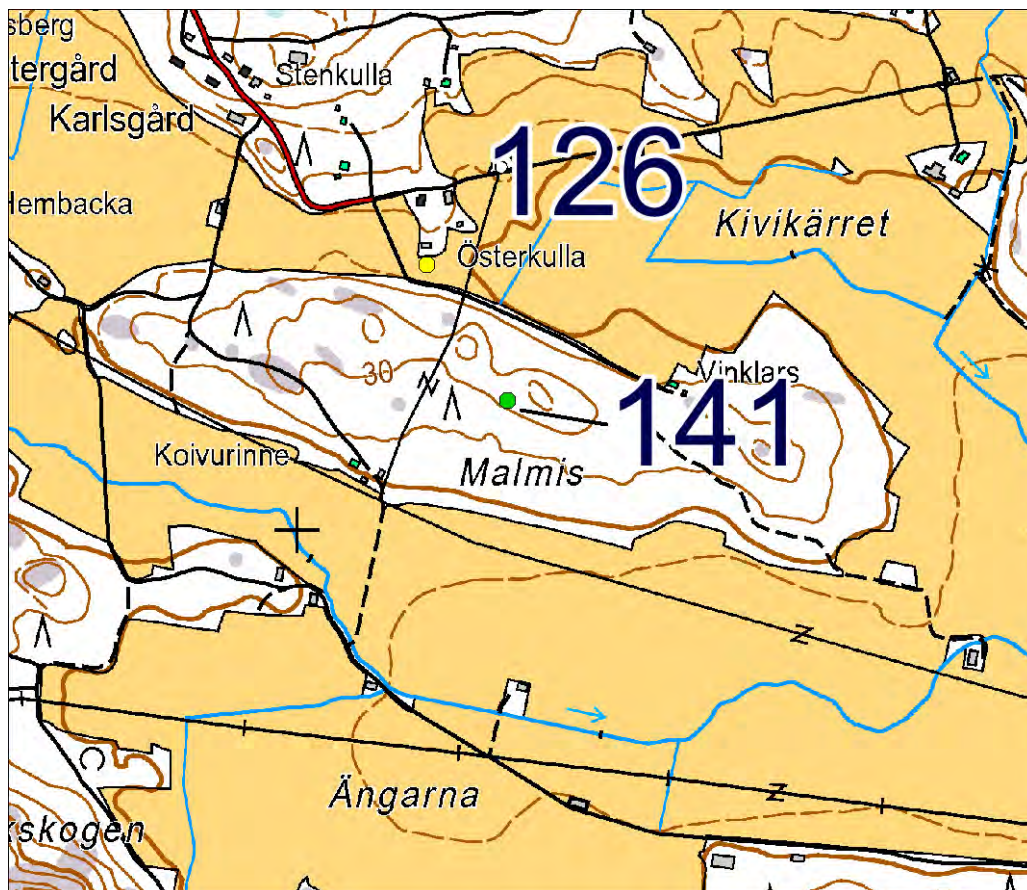 sberg
tergård
Stenkulla
Karlsgård
126
Hembacka
Kivikärret
Österkulla
30
Vinklars
141
Koivurinne
Malmis
Z
Z
Z
Ängarna
kskogen